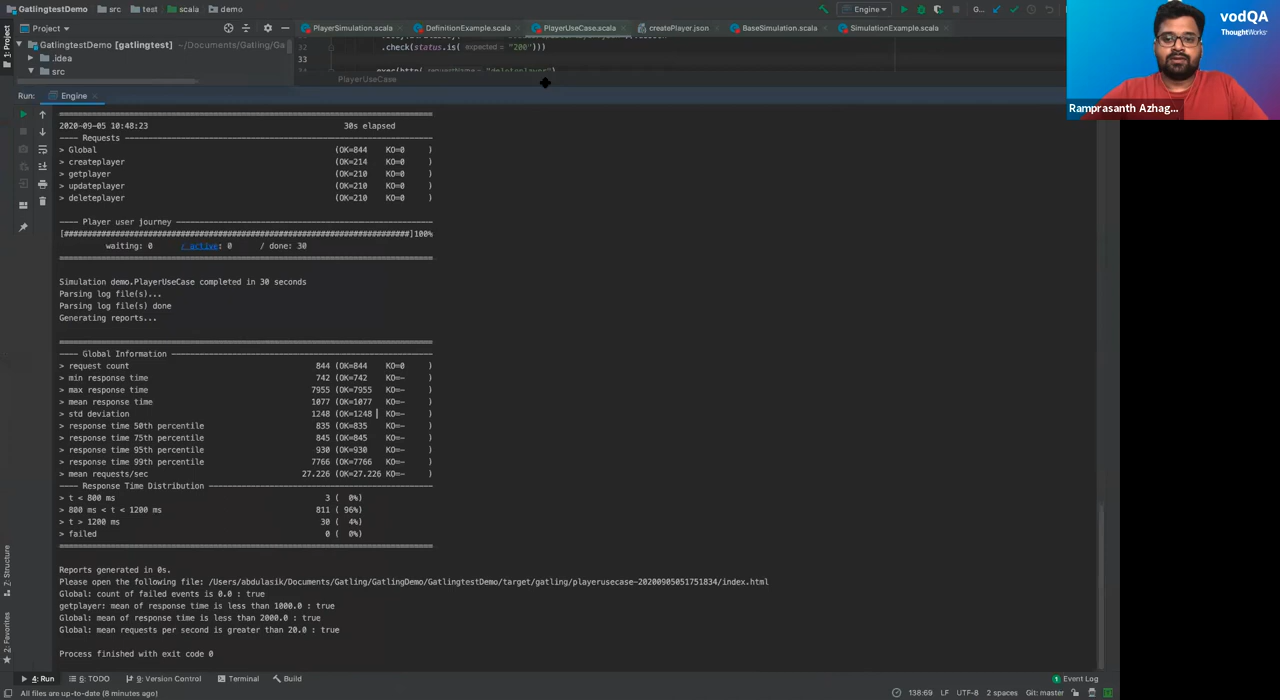 GatlingtestDemo src test scala demo Engine G...
Project PlayerSimulation.scala DefinitionExample.scala PlayerUseCase.scala createPlayer.json BaseSimulation.scala SimulationExample.scala
GatlingtestDemo [gatlingtest] ~/Documents/Gatling/Ga
.idea
src
32 .check(status.is( expected = "200")))
33
PlayerUseCase
vodQA
ThoughtWorks
Ramprasanth Azhag...
1: Project
Run: Engine
2020-09-05 10:48:23 30s elapsed
---- Requests
> Global (OK=844 KO=0 )
> createplayer (OK=214 KO=0 )
> getplayer (OK=210 KO=0 )
> updateplayer (OK=210 KO=0 )
> deleteplayer (OK=210 KO=0 )
---- Player user journey
[##########################################################################]100%
waiting: 0 / active: 0 / done: 30
Simulation demo.PlayerUseCase completed in 30 seconds
Parsing log file(s)...
Parsing log file(s) done
Generating reports...
---- Global Information
> request count 844 (OK=844 KO=0 )
> min response time 742 (OK=742 KO=- )
> max response time 7955 (OK=7955 KO=- )
> mean response time 1077 (OK=1077 KO=- )
> std deviation 1248 (OK=1248 KO=- )
> response time 50th percentile 835 (OK=835 KO=- )
> response time 75th percentile 845 (OK=845 KO=- )
> response time 95th percentile 930 (OK=930 KO=- )
> response time 99th percentile 7766 (OK=7766 KO=- )
> mean requests/sec 27.226 (OK=27.226 KO=- )
---- Response Time Distribution
> t < 800 ms 3 ( 0%)
> 800 ms < t < 1200 ms 811 ( 96%)
> t > 1200 ms 30 ( 4%)
> failed 0 ( 0%)
Reports generated in 0s.
Please open the following file: /Users/abdulasik/Documents/Gatling/GatlingDemo/GatlingtestDemo/target/gatling/playerusecase-20200905051751834/index.html
Global: count of failed events is 0.0 : true
getplayer: mean of response time is less than 1000.0 : true
Global: mean of response time is less than 2000.0 : true
Global: mean requests per second is greater than 20.0 : true
Process finished with exit code 0
7: Structure
2: Favorites
4: Run 6: TODO 9: Version Control Terminal Build 1 Event Log
All files are up-to-date (8 minutes ago) 138:69 LF UTF-8 2 spaces Git: master